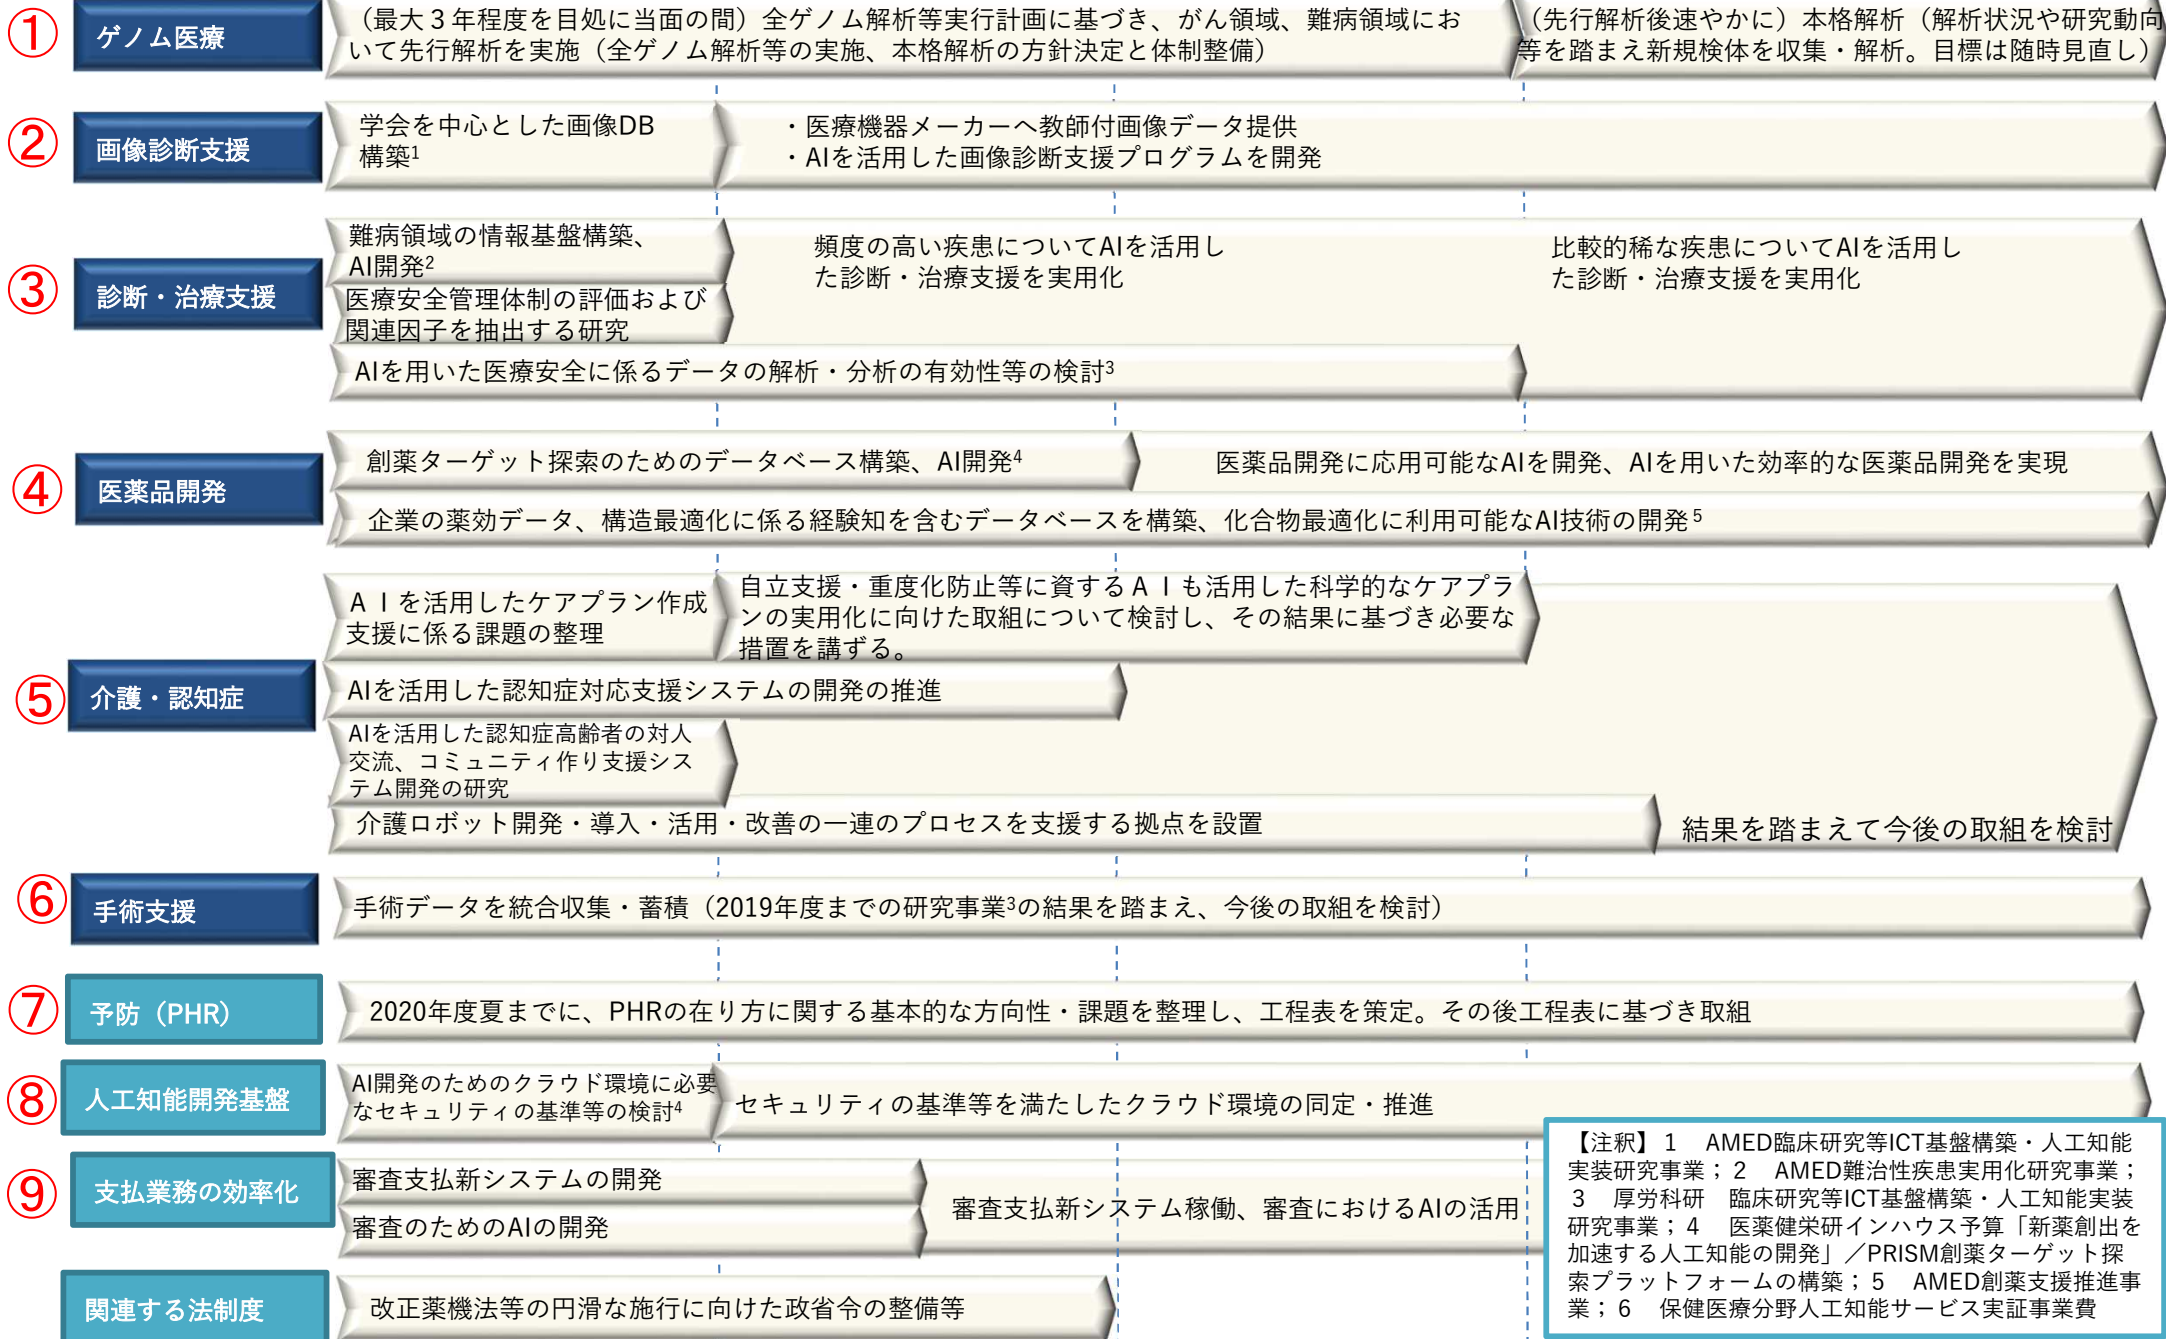 ①
ゲノム医療
（最大３年程度を目処に当面の間）全ゲノム解析等実行計画に基づき、がん領域、難病領域にお
いて先行解析を実施（全ゲノム解析等の実施、本格解析の方針決定と体制整備）
（先行解析後速やかに）本格解析（解析状況や研究動向
等を踏まえ新規検体を収集・解析。目標は随時見直し）
②
画像診断支援
学会を中心とした画像DB
構築1
・医療機器メーカーへ教師付画像データ提供
・AIを活用した画像診断支援プログラムを開発
③
診断・治療支援
難病領域の情報基盤構築、
AI開発2
医療安全管理体制の評価および
関連因子を抽出する研究
頻度の高い疾患についてAIを活用し
た診断・治療支援を実用化
比較的稀な疾患についてAIを活用し
た診断・治療支援を実用化
AIを用いた医療安全に係るデータの解析・分析の有効性等の検討3
④
医薬品開発
創薬ターゲット探索のためのデータベース構築、AI開発4
医薬品開発に応用可能なAIを開発、AIを用いた効率的な医薬品開発を実現
企業の薬効データ、構造最適化に係る経験知を含むデータベースを構築、化合物最適化に利用可能なAI技術の開発5
⑤
介護・認知症
ＡＩを活用したケアプラン作成
支援に係る課題の整理
自立支援・重度化防止等に資するＡＩも活用した科学的なケアプラ
ンの実用化に向けた取組について検討し、その結果に基づき必要な
措置を講ずる。
AIを活用した認知症対応支援システムの開発の推進
AIを活用した認知症高齢者の対人
交流、コミュニティ作り支援シス
テム開発の研究
介護ロボット開発・導入・活用・改善の一連のプロセスを支援する拠点を設置
結果を踏まえて今後の取組を検討
⑥
手術支援
手術データを統合収集・蓄積（2019年度までの研究事業3の結果を踏まえ、今後の取組を検討）
⑦
予防（PHR）
2020年度夏までに、PHRの在り方に関する基本的な方向性・課題を整理し、工程表を策定。その後工程表に基づき取組
⑧
人工知能開発基盤
AI開発のためのクラウド環境に必要
なセキュリティの基準等の検討4
セキュリティの基準等を満たしたクラウド環境の同定・推進
⑨
支払業務の効率化
審査支払新システムの開発
審査のためのAIの開発
審査支払新システム稼働、審査におけるAIの活用
関連する法制度
改正薬機法等の円滑な施行に向けた政省令の整備等
【注釈】１　AMED臨床研究等ICT基盤構築・人工知能
実装研究事業；２　AMED難治性疾患実用化研究事業；
３　厚労科研　臨床研究等ICT基盤構築・人工知能実装
研究事業；４　医薬健栄研インハウス予算「新薬創出を
加速する人工知能の開発」／PRISM創薬ターゲット探
索プラットフォームの構築；５　AMED創薬支援推進事
業；６　保健医療分野人工知能サービス実証事業費